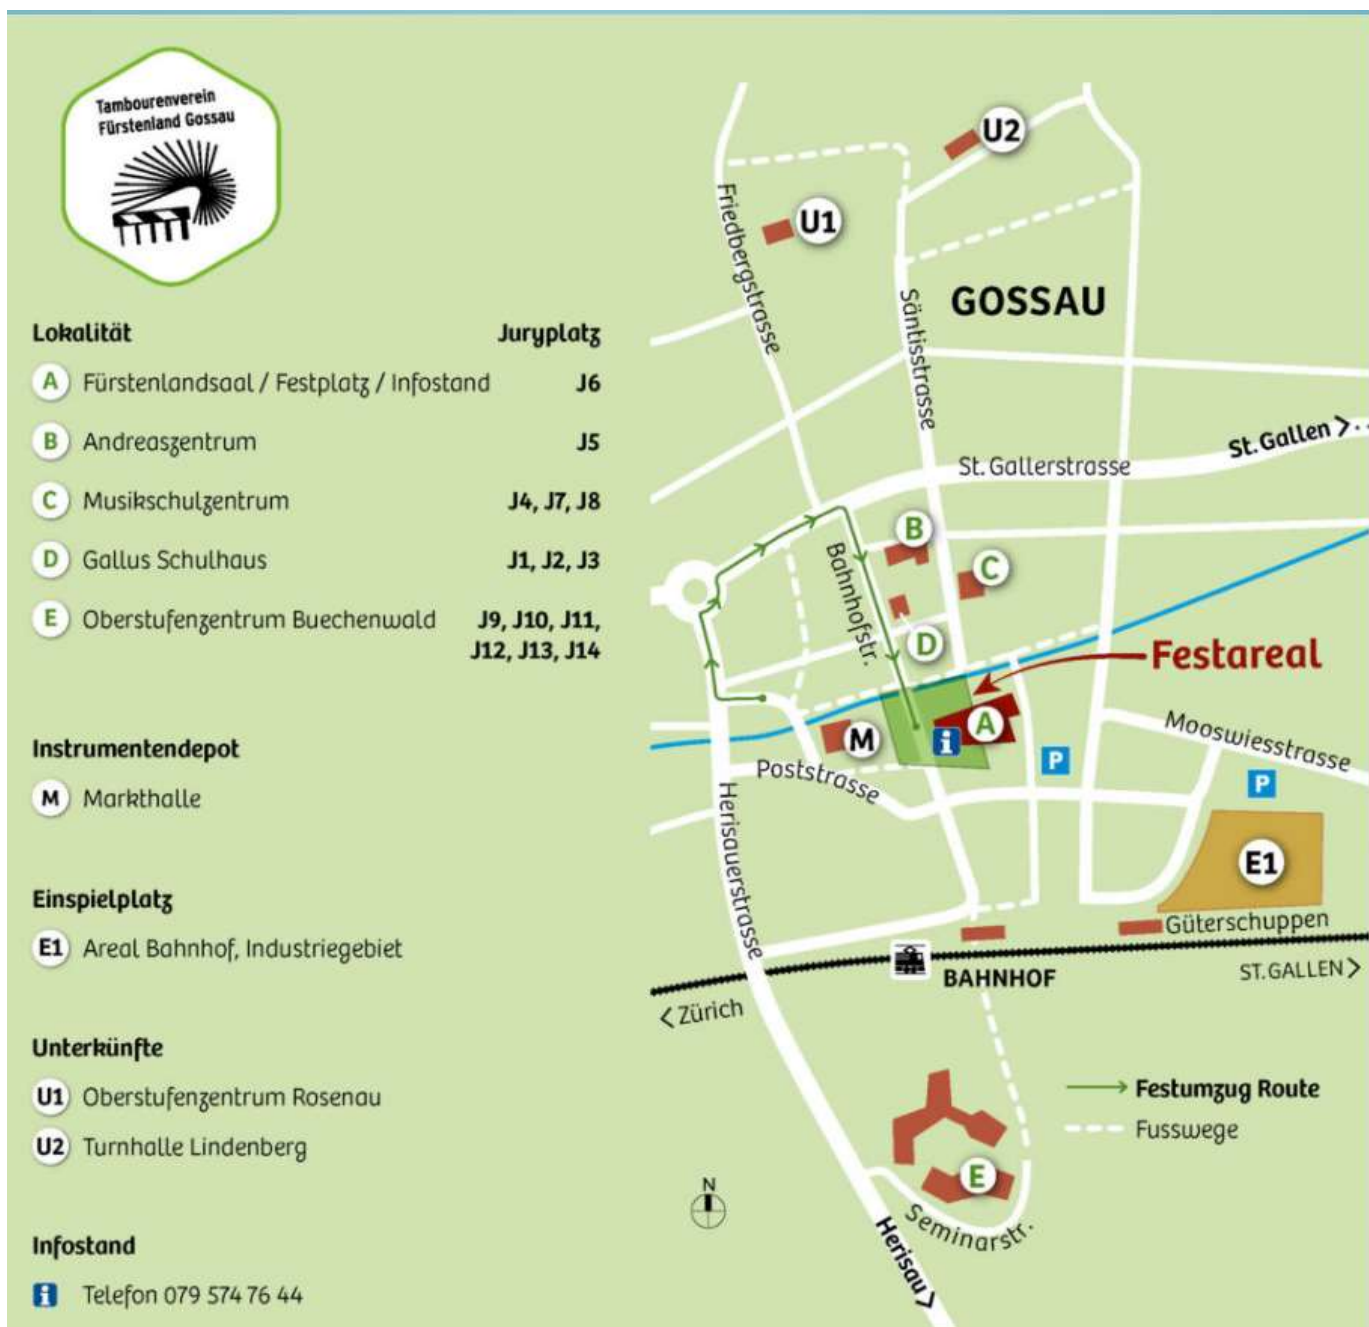 Tambourenverein
Fürstenland Gossau
Lokalität Juryplatz
A Fürstenlandsaal / Festplatz / Infostand J6
B Andreaszentrum J5
C Musikschulzentrum J4, J7, J8
D Gallus Schulhaus J1, J2, J3
E Oberstufenzentrum Buechenwald J9, J10, J11,
J12, J13, J14
Instrumentendepot
M Markthalle
Einspielplatz
E1 Areal Bahnhof, Industriegebiet
Unterkünfte
U1 Oberstufenzentrum Rosenau
U2 Turnhalle Lindenberg
Infostand
i Telefon 079 574 76 44
U2
U1
Friedbergstrasse
GOSSAU
Säntisstrasse
St. Gallen >
St. Gallerstrasse
B
Bahnhofstr.
C
D
Festareal
A
M
i
P
Mooswiesstrasse
P
Poststrasse
Herisauerstrasse
E1
Güterschuppen
BAHNHOF
ST. GALLEN >
< Zürich
Festumzug Route
Fusswege
E
N
Seminarstr.
Herisau >